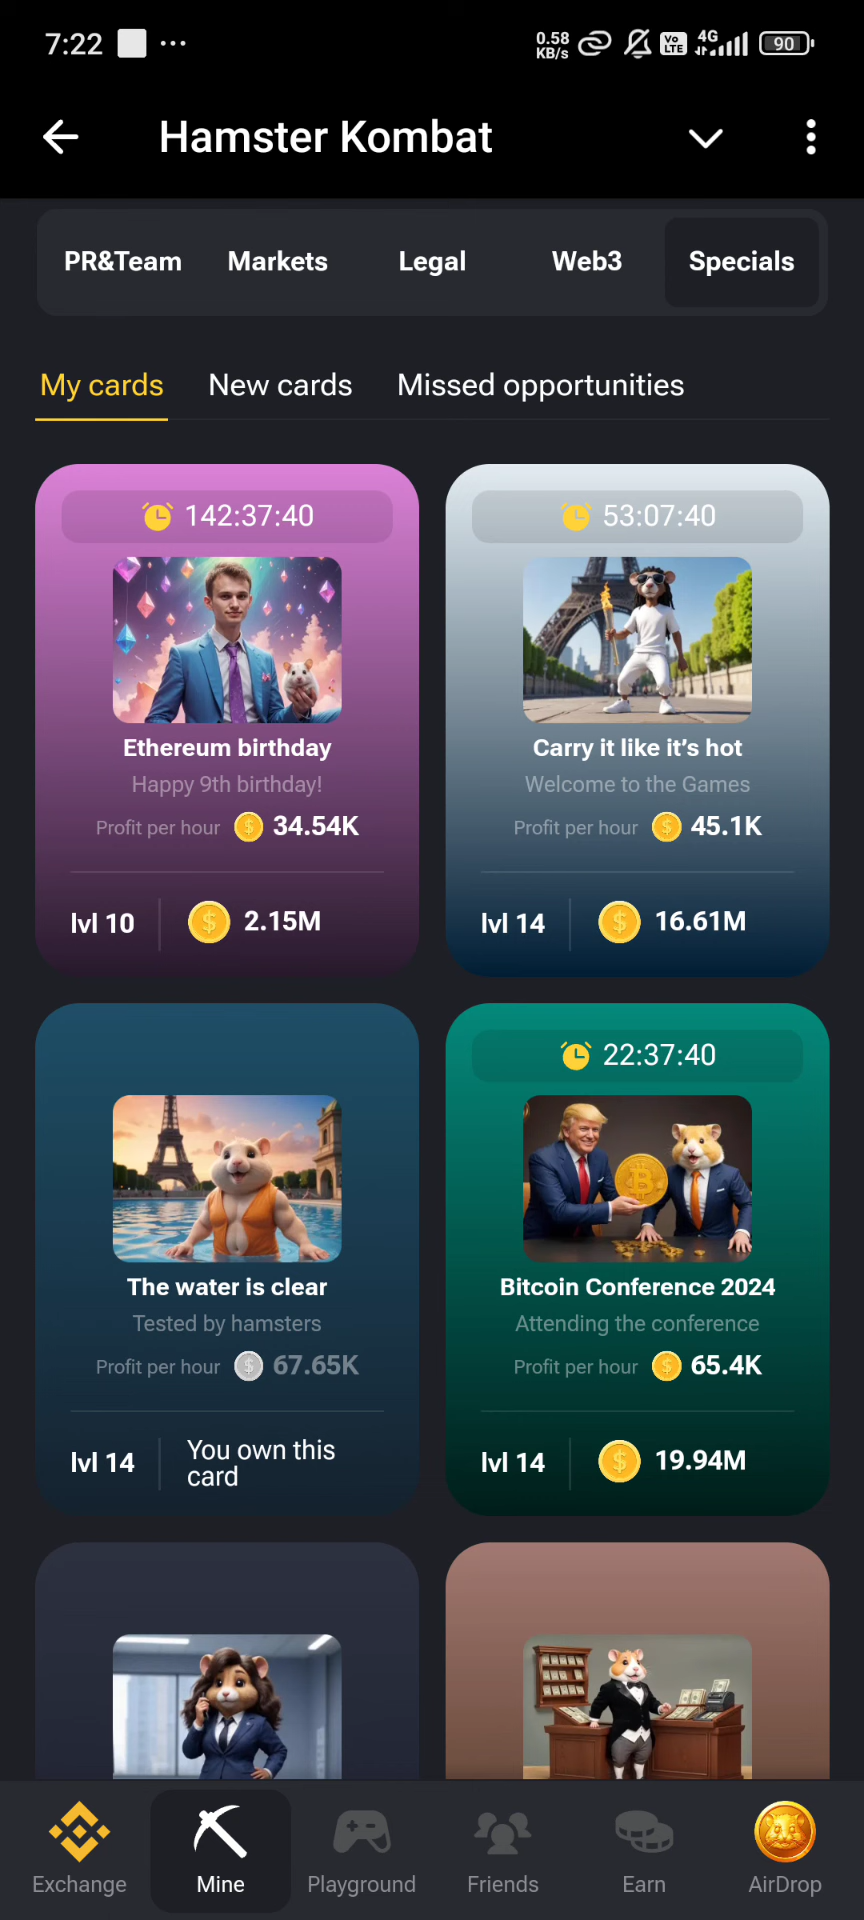 7:22
0.58
KB/s
Vo
LTE
4G
90
Hamster Kombat
PR&Team Markets Legal Web3 Specials
My cards New cards Missed opportunities
142:37:40
Ethereum birthday
Happy 9th birthday!
Profit per hour 34.54K
lvl 10 2.15M
53:07:40
Carry it like it’s hot
Welcome to the Games
Profit per hour 45.1K
lvl 14 16.61M
The water is clear
Tested by hamsters
Profit per hour 67.65K
lvl 14 You own this
card
22:37:40
Bitcoin Conference 2024
Attending the conference
Profit per hour 65.4K
lvl 14 19.94M
Exchange Mine Playground Friends Earn AirDrop